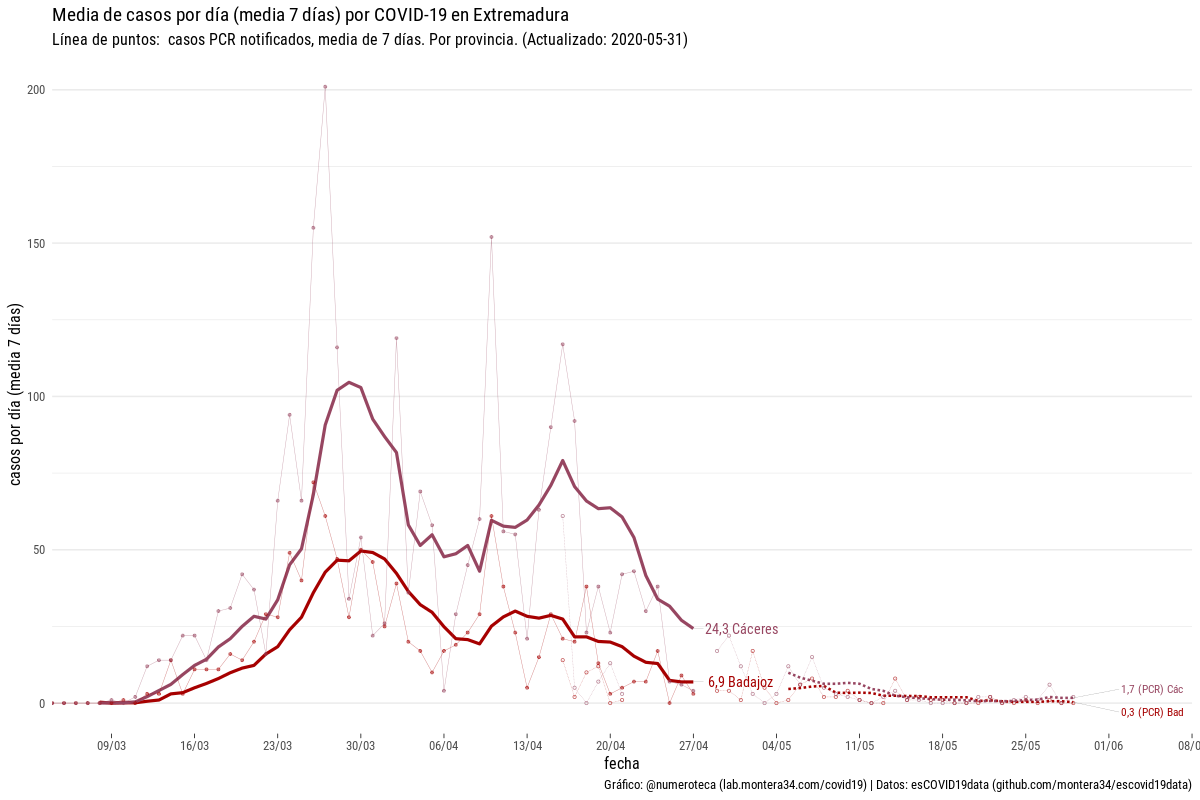 Media de casos por día (media 7 días) por COVID-19 en Extremadura
Línea de puntos:  casos PCR notificados, media de 7 días. Por provincia. (Actualizado: 2020-05-31)
casos por día (media 7 días)
200
150
100
50
0
24,3 Cáceres
6,9 Badajoz
1,7 (PCR) Các
0,3 (PCR) Bad
09/03 16/03 23/03 30/03 06/04 13/04 20/04 27/04 04/05 11/05 18/05 25/05 01/06 08/0
fecha
Gráfico: @numeroteca (lab.montera34.com/covid19) | Datos: esCOVID19data (github.com/montera34/escovid19data)